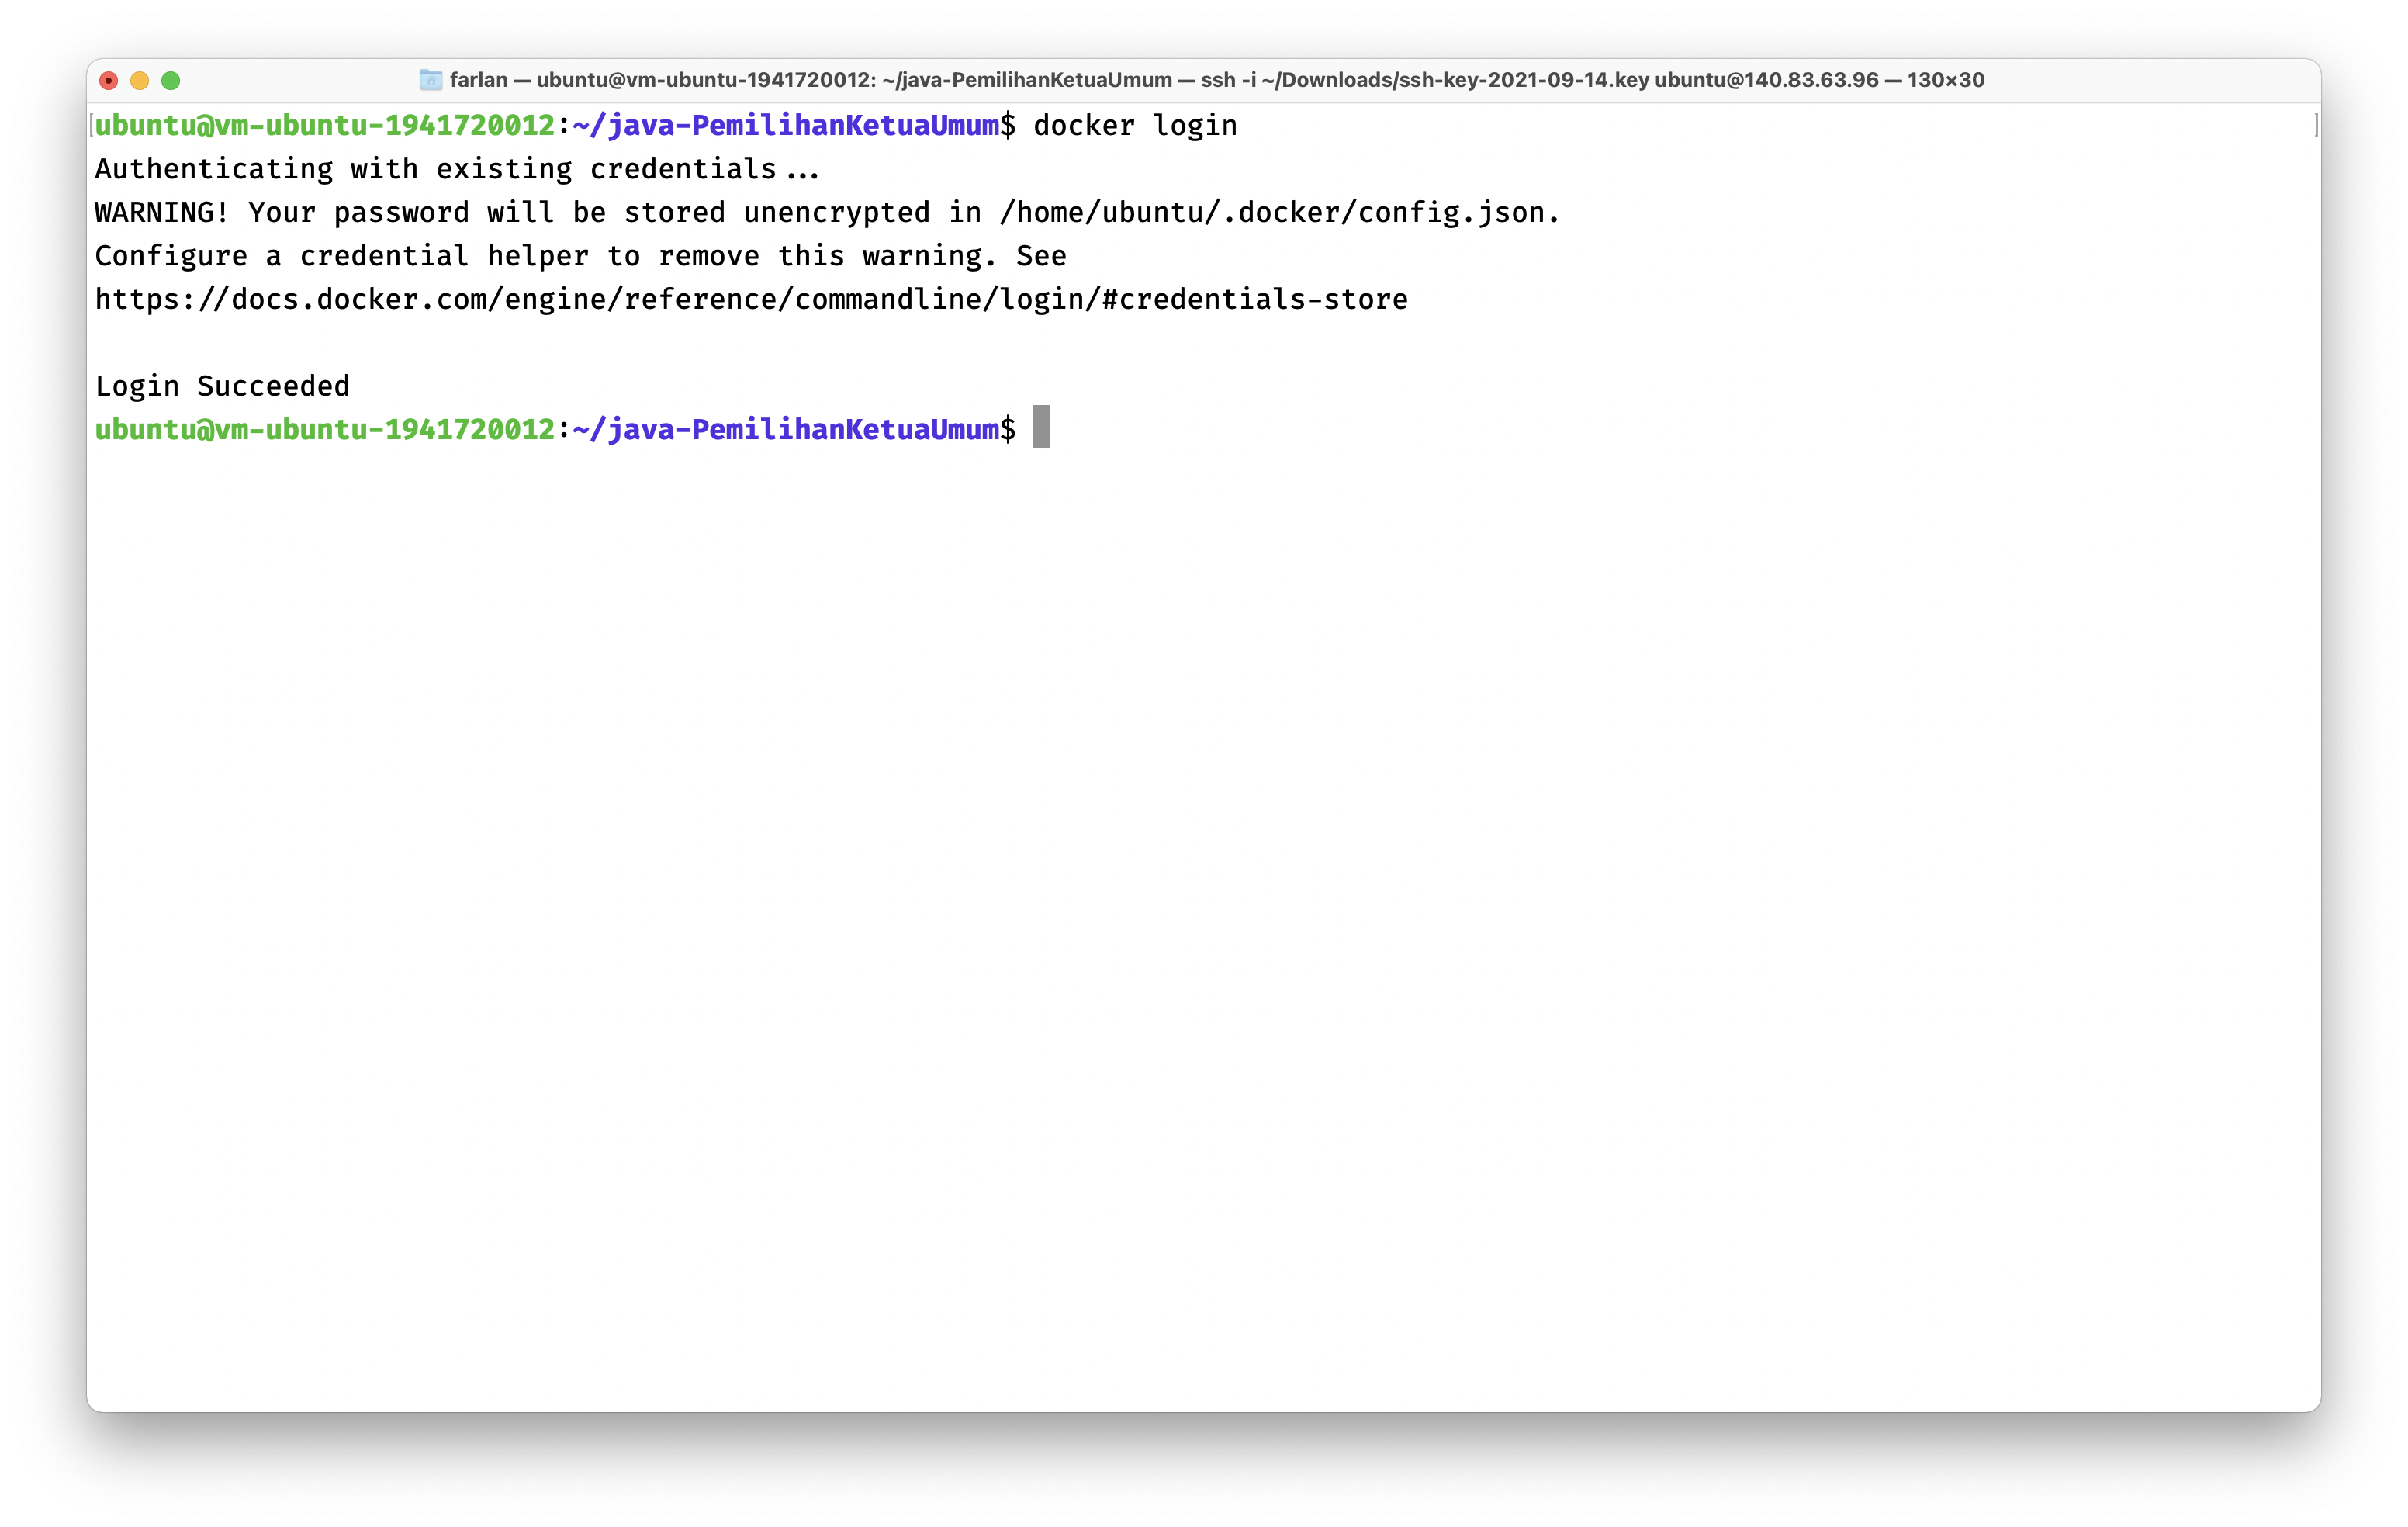 farlan — ubuntu@vm-ubuntu-1941720012: ~/java-PemilihanKetuaUmum — ssh -i ~/Downloads/ssh-key-2021-09-14.key ubuntu@140.83.63.96 — 130×30
[ubuntu@vm-ubuntu-1941720012:~/java-PemilihanKetuaUmum$ docker login ]
Authenticating with existing credentials...
WARNING! Your password will be stored unencrypted in /home/ubuntu/.docker/config.json.
Configure a credential helper to remove this warning. See
https://docs.docker.com/engine/reference/commandline/login/#credentials-store
Login Succeeded
ubuntu@vm-ubuntu-1941720012:~/java-PemilihanKetuaUmum$